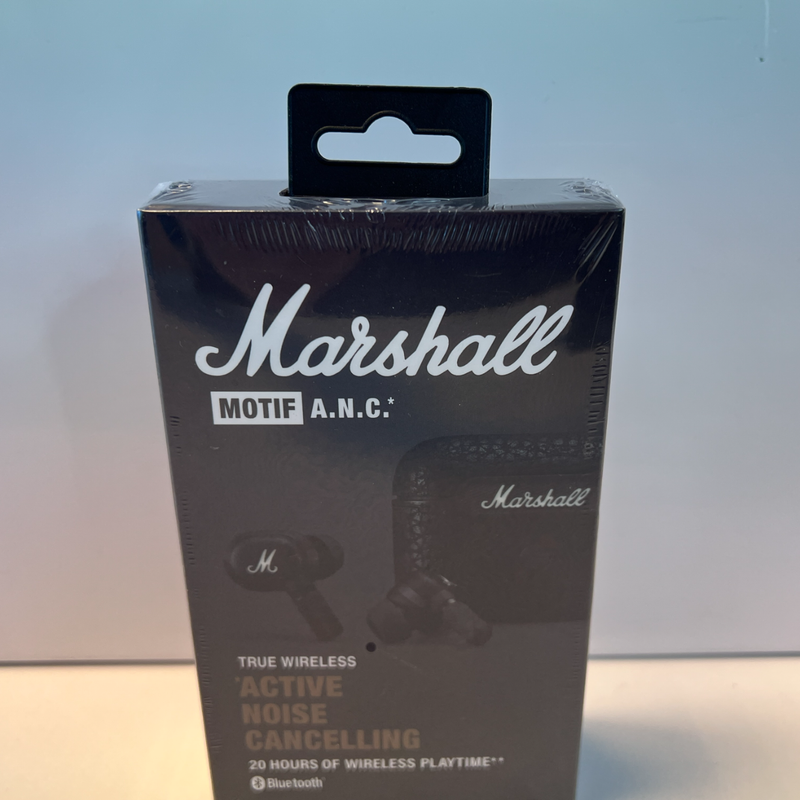 Marshall
MOTIF A.N.C.*
Marshall
M
TRUE WIRELESS
*ACTIVE
NOISE
CANCELLING
20 HOURS OF WIRELESS PLAYTIME**
Bluetooth